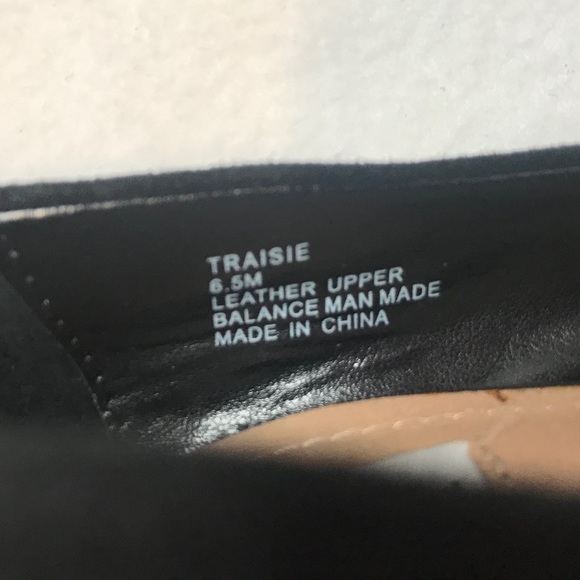 TRAISIE
6.5M
LEATHER UPPER
BALANCE MAN MADE
MADE IN CHINA